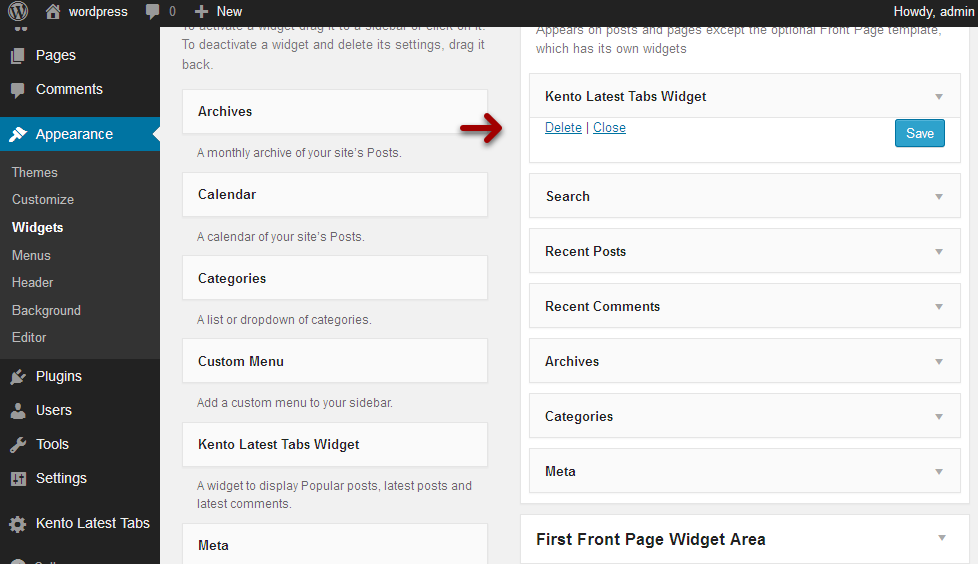 wordpress
0
New
Howdy, admin
Pages
Comments
Appearance
Themes
Customize
Widgets
Menus
Header
Background
Editor
Plugins
Users
Tools
Settings
Kento Latest Tabs
To activate a widget drag it to a sidebar or click on it.
To deactivate a widget and delete its settings, drag it
back.
Archives
A monthly archive of your site's Posts.
Calendar
A calendar of your site's Posts.
Categories
A list or dropdown of categories.
Custom Menu
Add a custom menu to your sidebar.
Kento Latest Tabs Widget
A widget to display Popular posts, latest posts and
latest comments.
Meta
Appears on posts and pages except the optional Front Page template,
which has its own widgets
Kento Latest Tabs Widget
Delete | Close
Save
Search
Recent Posts
Recent Comments
Archives
Categories
Meta
First Front Page Widget Area